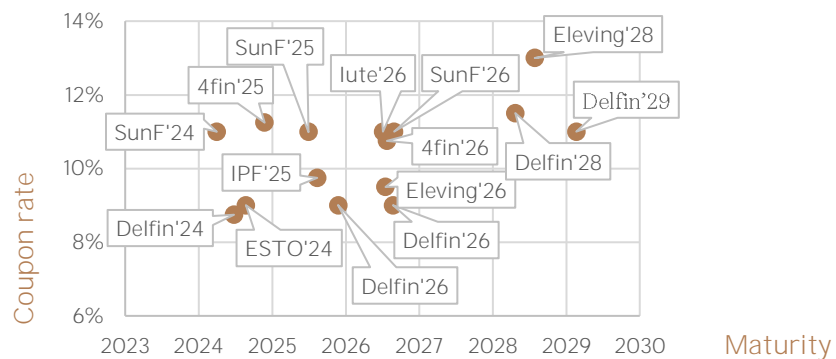 14%
Eleving'28
SunF'25
Iute'26
SunF'26
4fin'25
12%
Delfin’29
SunF'24
4fin'26
Delfin'28
IPF'25
10%
Eleving'26
Delfin'24
ESTO'24
Delfin'26
8%
Delfin'26
6%
2023 2024 2025 2026 2027 2028 2029 2030
Coupon rate
Maturity